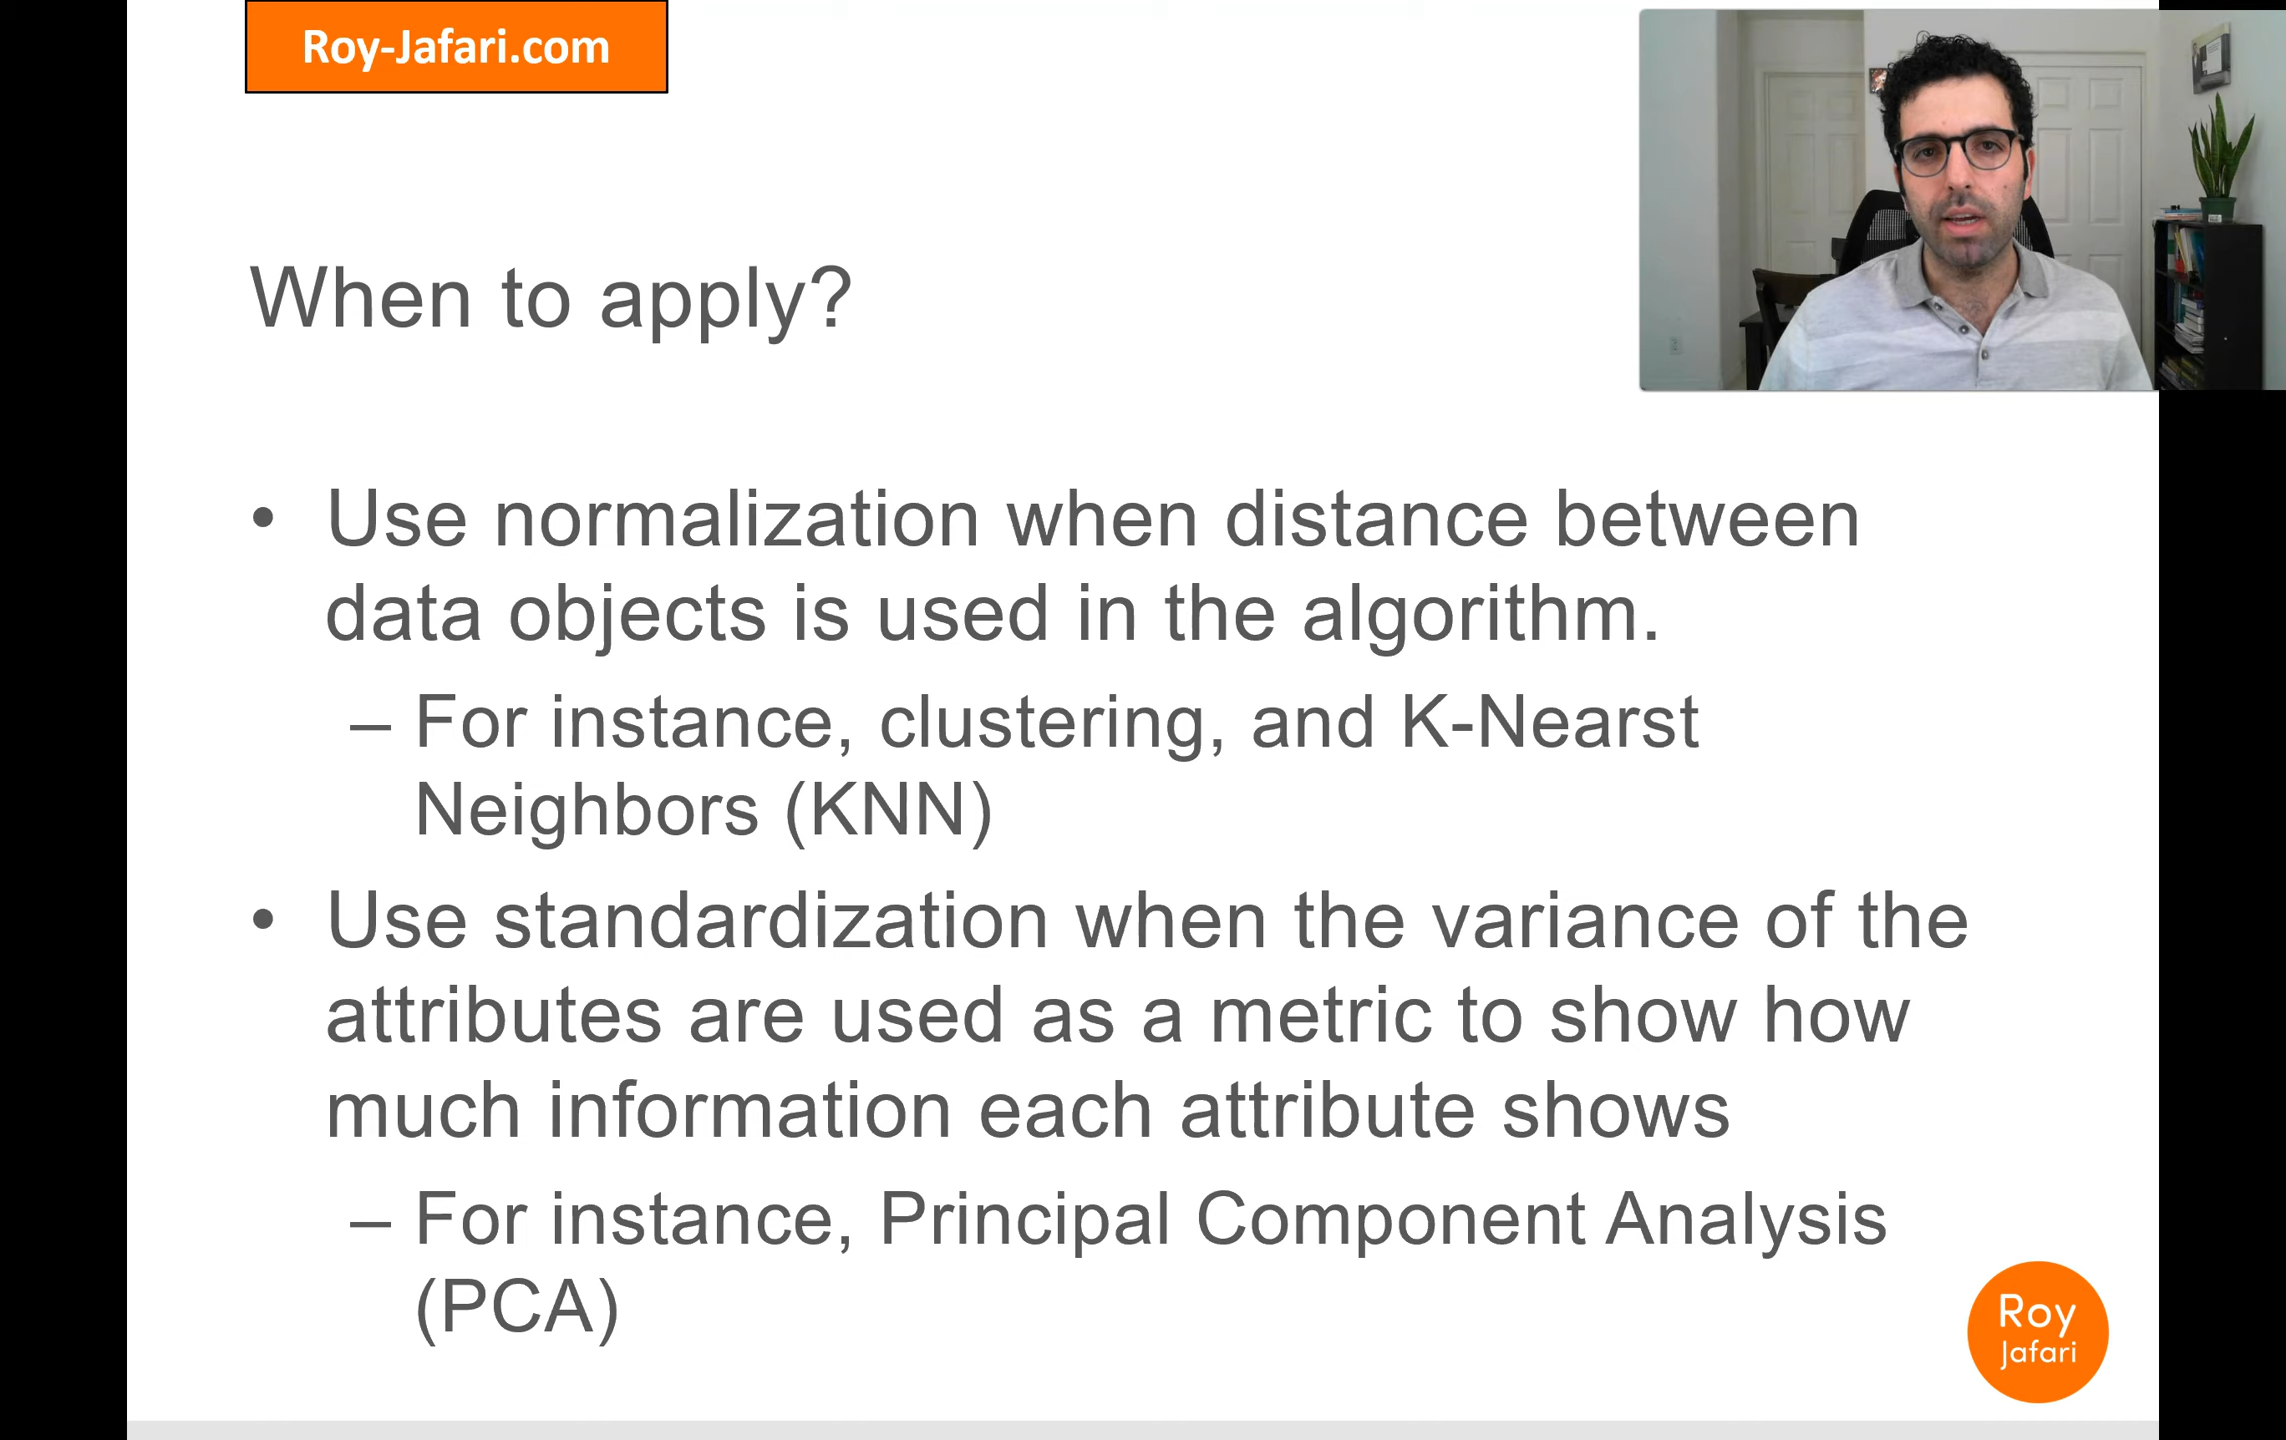 Roy-Jafari.com
When to apply?
• Use normalization when distance between
data objects is used in the algorithm.
– For instance, clustering, and K-Nearst
Neighbors (KNN)
• Use standardization when the variance of the
attributes are used as a metric to show how
much information each attribute shows
– For instance, Principal Component Analysis
(PCA)
Roy
Jafari